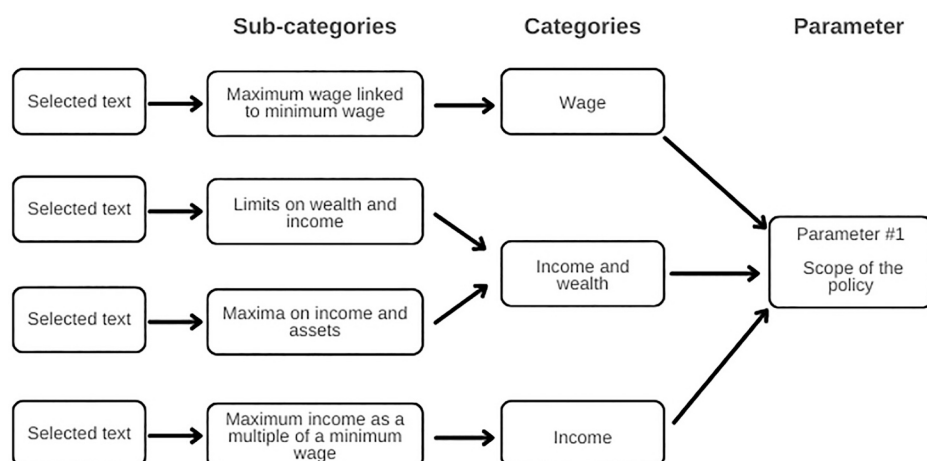 Sub-categories
Categories
Parameter
Selected text
Maximum wage linked
to minimum wage
Wage
Selected text
Limits on wealth and
income
Selected text
Maxima on income and
assets
Income and
wealth
Parameter #1
Scope of the
policy
Selected text
Maximum income as a
multiple of a minimum
wage
Income